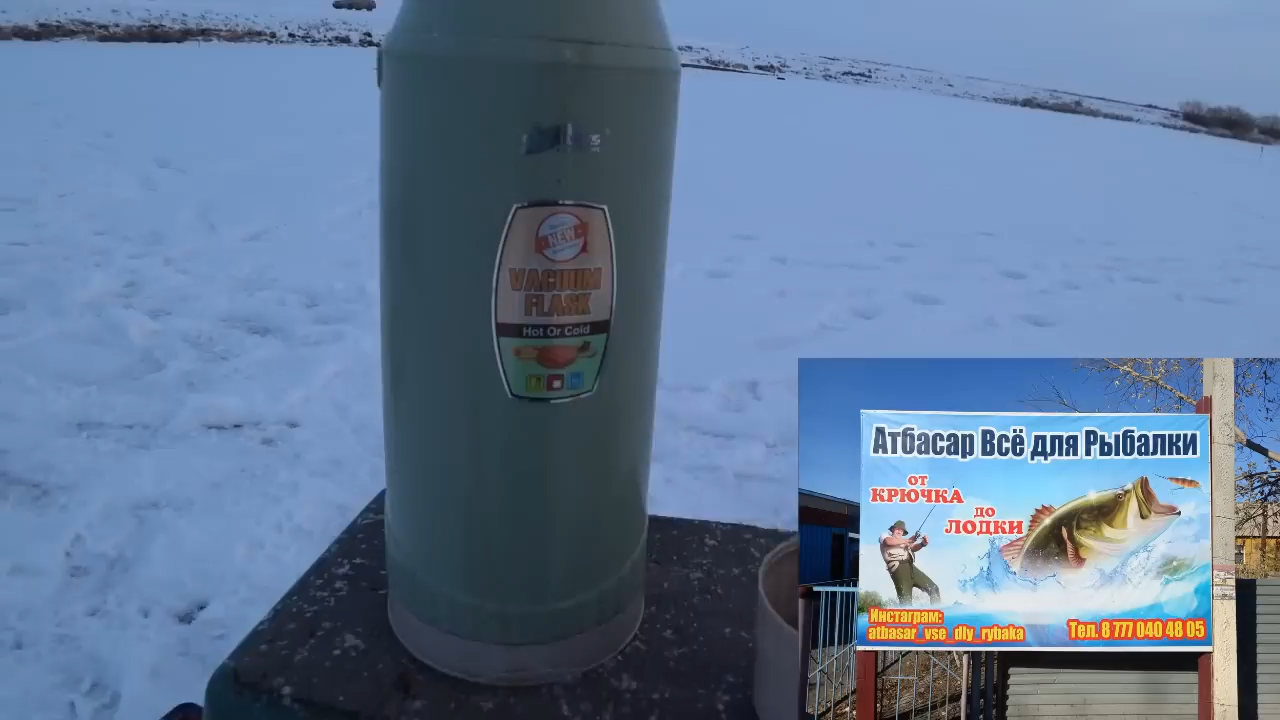 NEW
VACUUM
FLASK
Hot Or Cold
Атбасар Всё для Рыбалки
от
КРЮЧКА
до
ЛОДКИ
Инстаграм:
atbasar_vse_dly_rybaka
Тел. 8 777 040 48 05